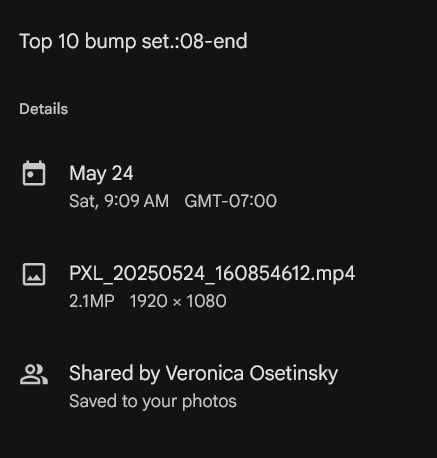 Top 10 bump set.:08-end
Details
May 24
Sat, 9:09 AM GMT-07:00
PXL_20250524_160854612.mp4
2.1MP 1920 × 1080
Shared by Veronica Osetinsky
Saved to your photos